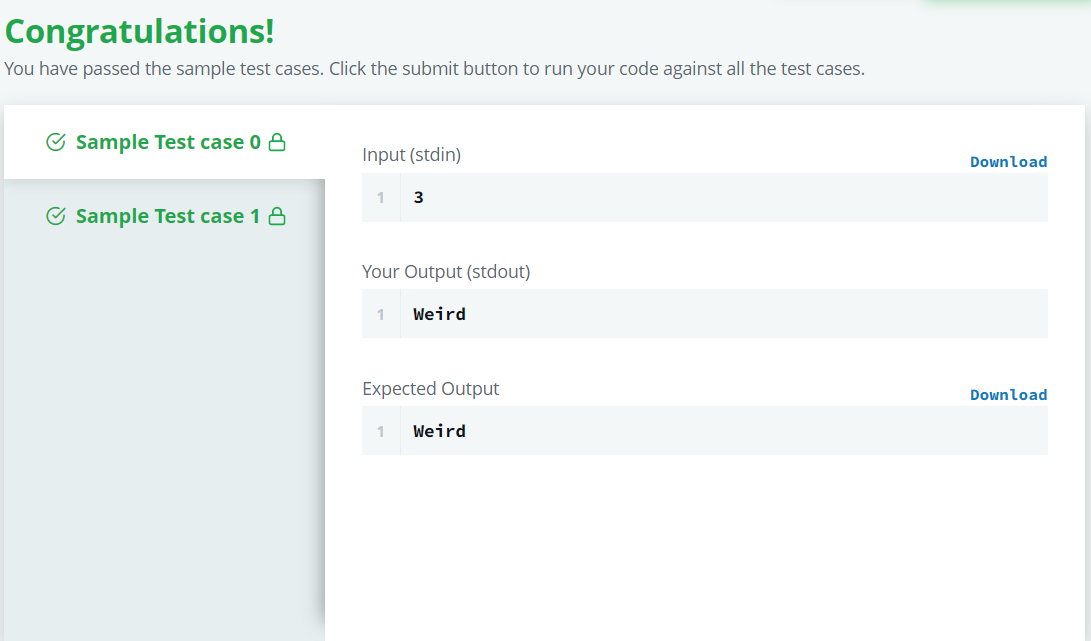 Congratulations!
You have passed the sample test cases. Click the submit button to run your code against all the test cases.
Sample Test case 0
Sample Test case 1
Input (stdin)
Download
1 3
Your Output (stdout)
1 Weird
Expected Output
Download
1 Weird